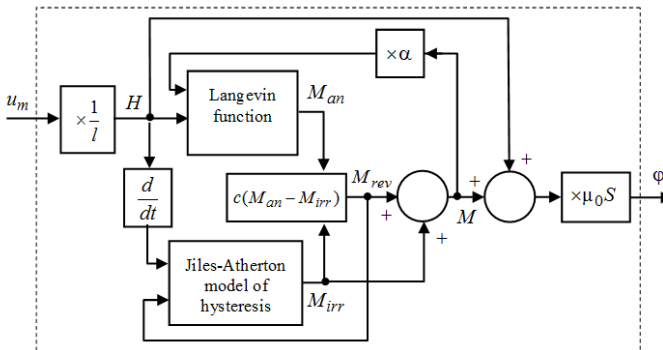 ×α
u_m
×1/l
H
Langevin
function
M_an
+
φ
d/dt
c(M_an − M_irr)
M_rev
+
+
M
×μ₀S
+
Jiles-Atherton
model of
hysteresis
M_irr
+